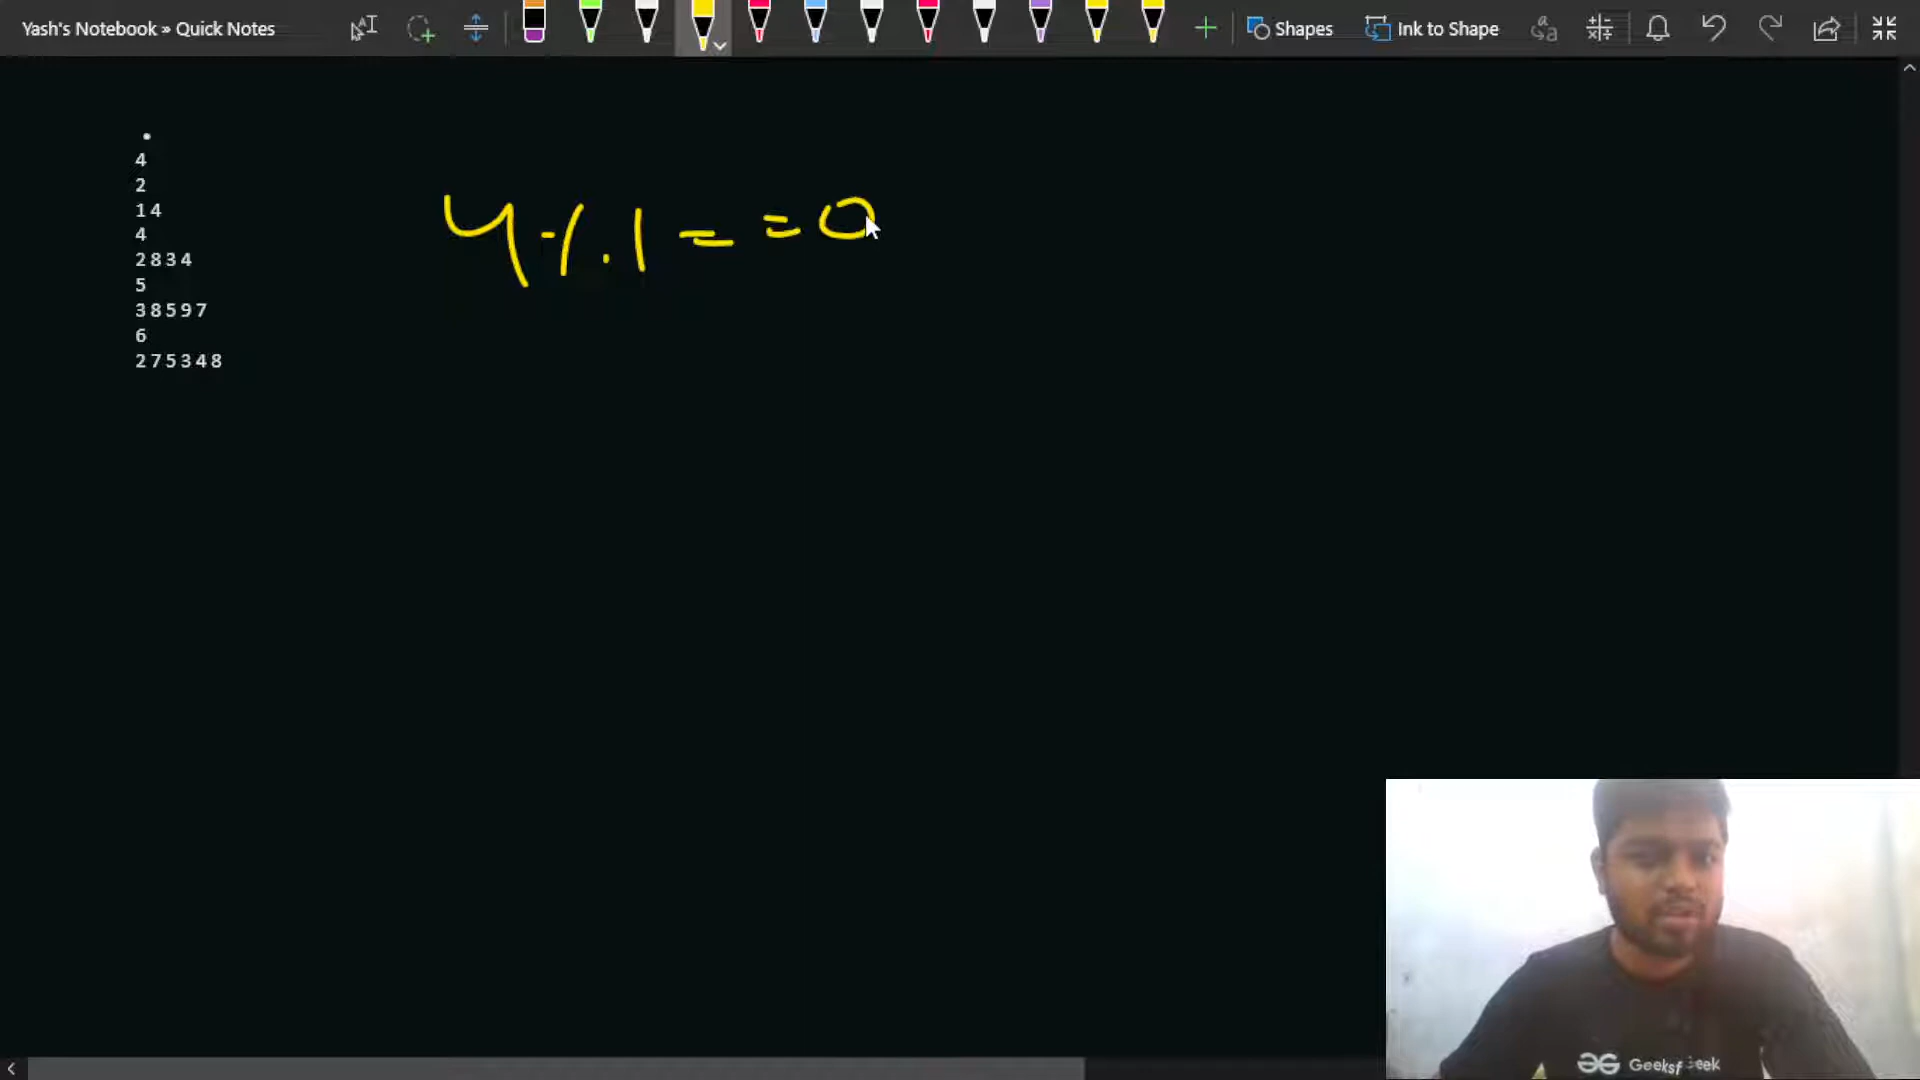 Yash's Notebook » Quick Notes
Shapes
Ink to Shape
4
2
1 4
4
2 8 3 4
5
3 8 5 9 7
6
2 7 5 3 4 8
4 % 1 = = 0